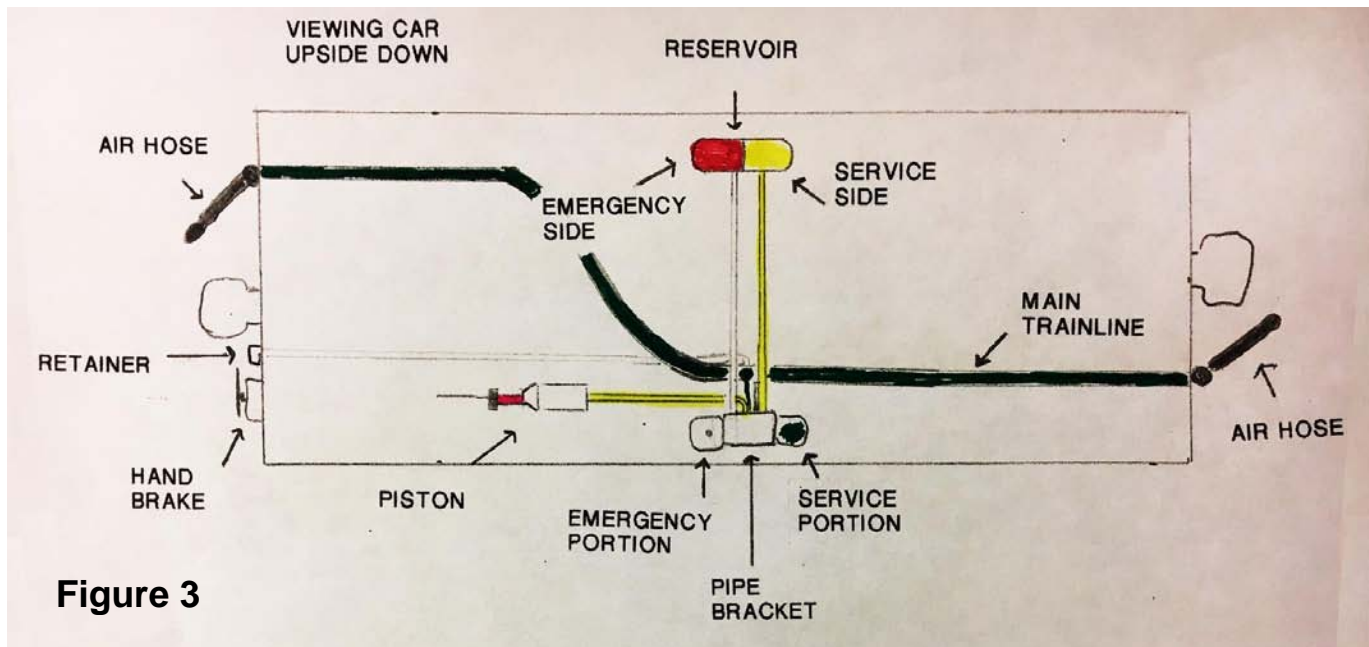 VIEWING CAR
UPSIDE DOWN
RESERVOIR
AIR HOSE
EMERGENCY
SIDE
SERVICE
SIDE
MAIN
TRAINLINE
RETAINER
AIR HOSE
HAND
BRAKE
PISTON
EMERGENCY
PORTION
SERVICE
PORTION
PIPE
BRACKET
Figure 3